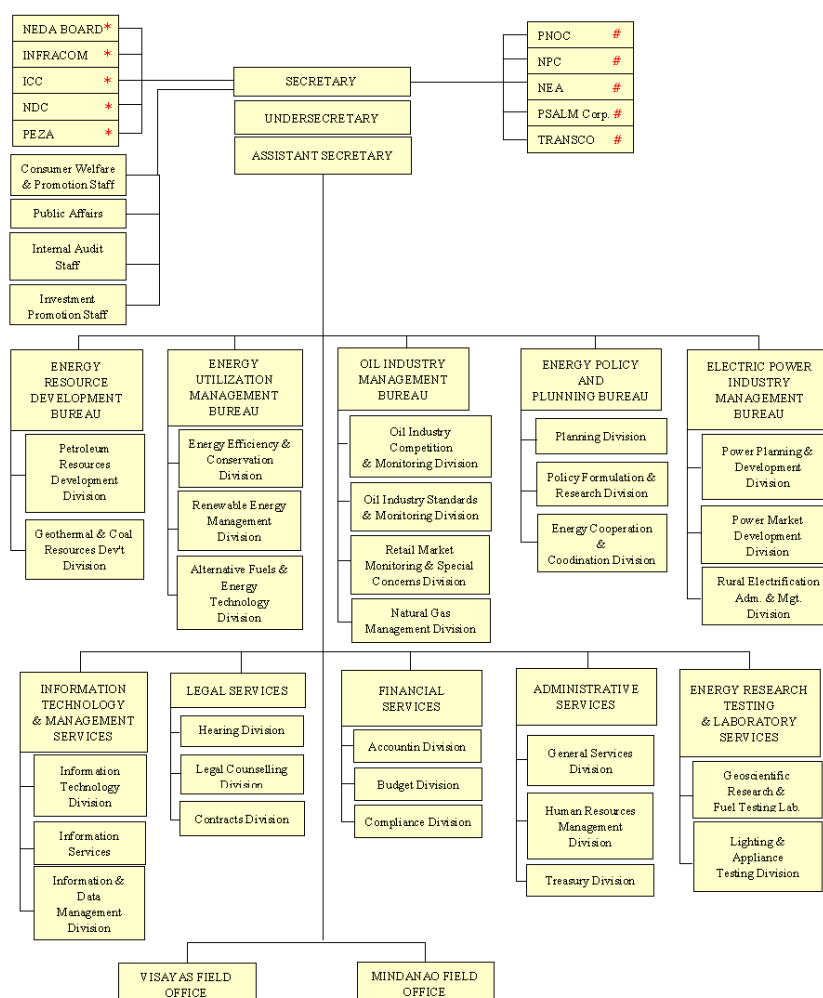 NEDA BOARD*
INFRACOM *
ICC *
NDC *
PEZA *
SECRETARY
UNDERSECRETARY
ASSISTANT SECRETARY
PNOC #
NPC #
NEA #
PSALM Corp. #
TRANSCO #
Consumer Welfare
& Promotion Staff
Public Affairs
Internal Audit
Staff
Investment
Promotion Staff
ENERGY
RESOURCE
DEVELOPMENT
BUREAU
Petroleum
Resources
Development
Division
Geothermal & Coal
Resources Dev't
Division
ENERGY
UTILIZATION
MANAGEMENT
BUREAU
Energy Efficiency &
Conservation
Division
Renewable Energy
Management
Division
Alternative Fuels &
Energy
Technology
Division
OIL INDUSTRY
MANAGEMENT
BUREAU
Oil Industry
Competition
& Monitoring Division
Oil Industry Standards
& Monitoring Division
Retail Market
Monitoring & Special
Concerns Division
Natural Gas
Management Division
ENERGY POLICY
AND
PLUNNING BUREAU
Planning Division
Policy Formulation &
Research Division
Energy Cooperation
&
Coodination Division
ELECTRIC POWER
INDUSTRY
MANAGEMENT
BUREAU
Power Planning &
Development
Division
Power Market
Development
Division
Rural Electrification
Adm. & Mgt.
Division
INFORMATION
TECHNOLOGY
& MANAGEMENT
SERVICES
Information
Technology
Division
Information
Services
Information &
Data
Management
Division
LEGAL SERVICES
Hearing Division
Legal Counselling
Division
Contracts Division
FINANCIAL
SERVICES
Accountin Division
Budget Division
Compliance Division
ADMINISTRATIVE
SERVICES
General Services
Division
Human Resources
Management
Division
Treasury Division
ENERGY RESEARCH
TESTING
& LABORATORY
SERVICES
Geoscientific
Research &
Fuel Testing Lab.
Lighting &
Appliance
Testing Division
VISAYAS FIELD
OFFICE
MINDANAO FIELD
OFFICE